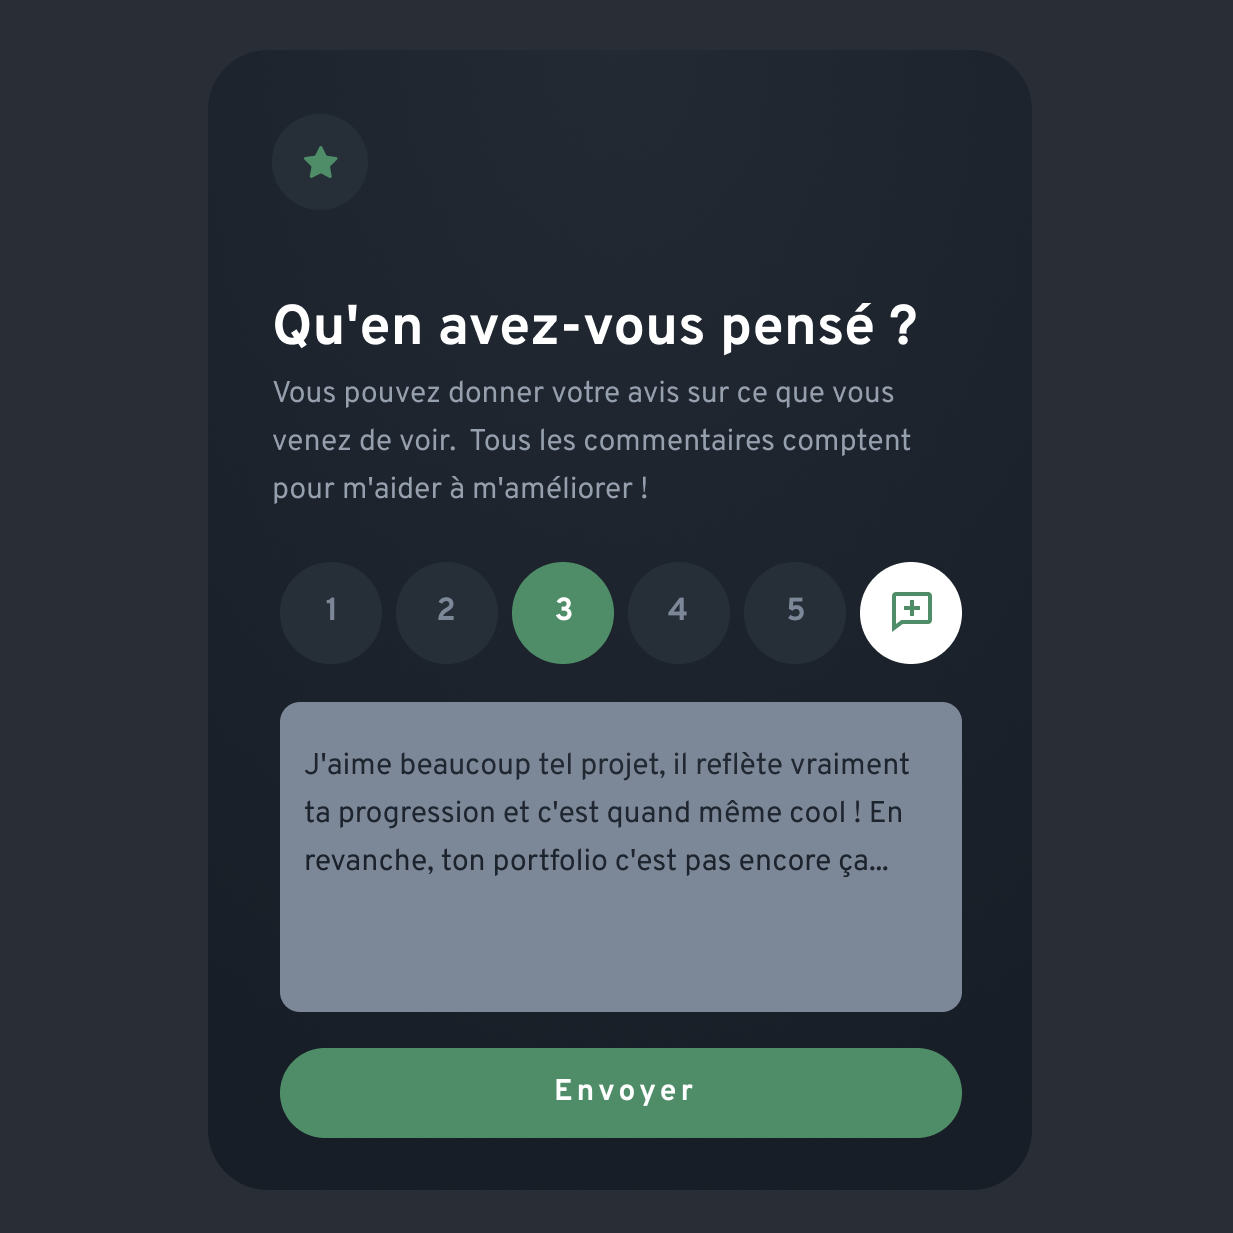 Qu'en avez-vous pensé ?
Vous pouvez donner votre avis sur ce que vous
venez de voir.  Tous les commentaires comptent
pour m'aider à m'améliorer !
1 2 3 4 5
J'aime beaucoup tel projet, il reflète vraiment
ta progression et c'est quand même cool ! En
revanche, ton portfolio c'est pas encore ça...
Envoyer